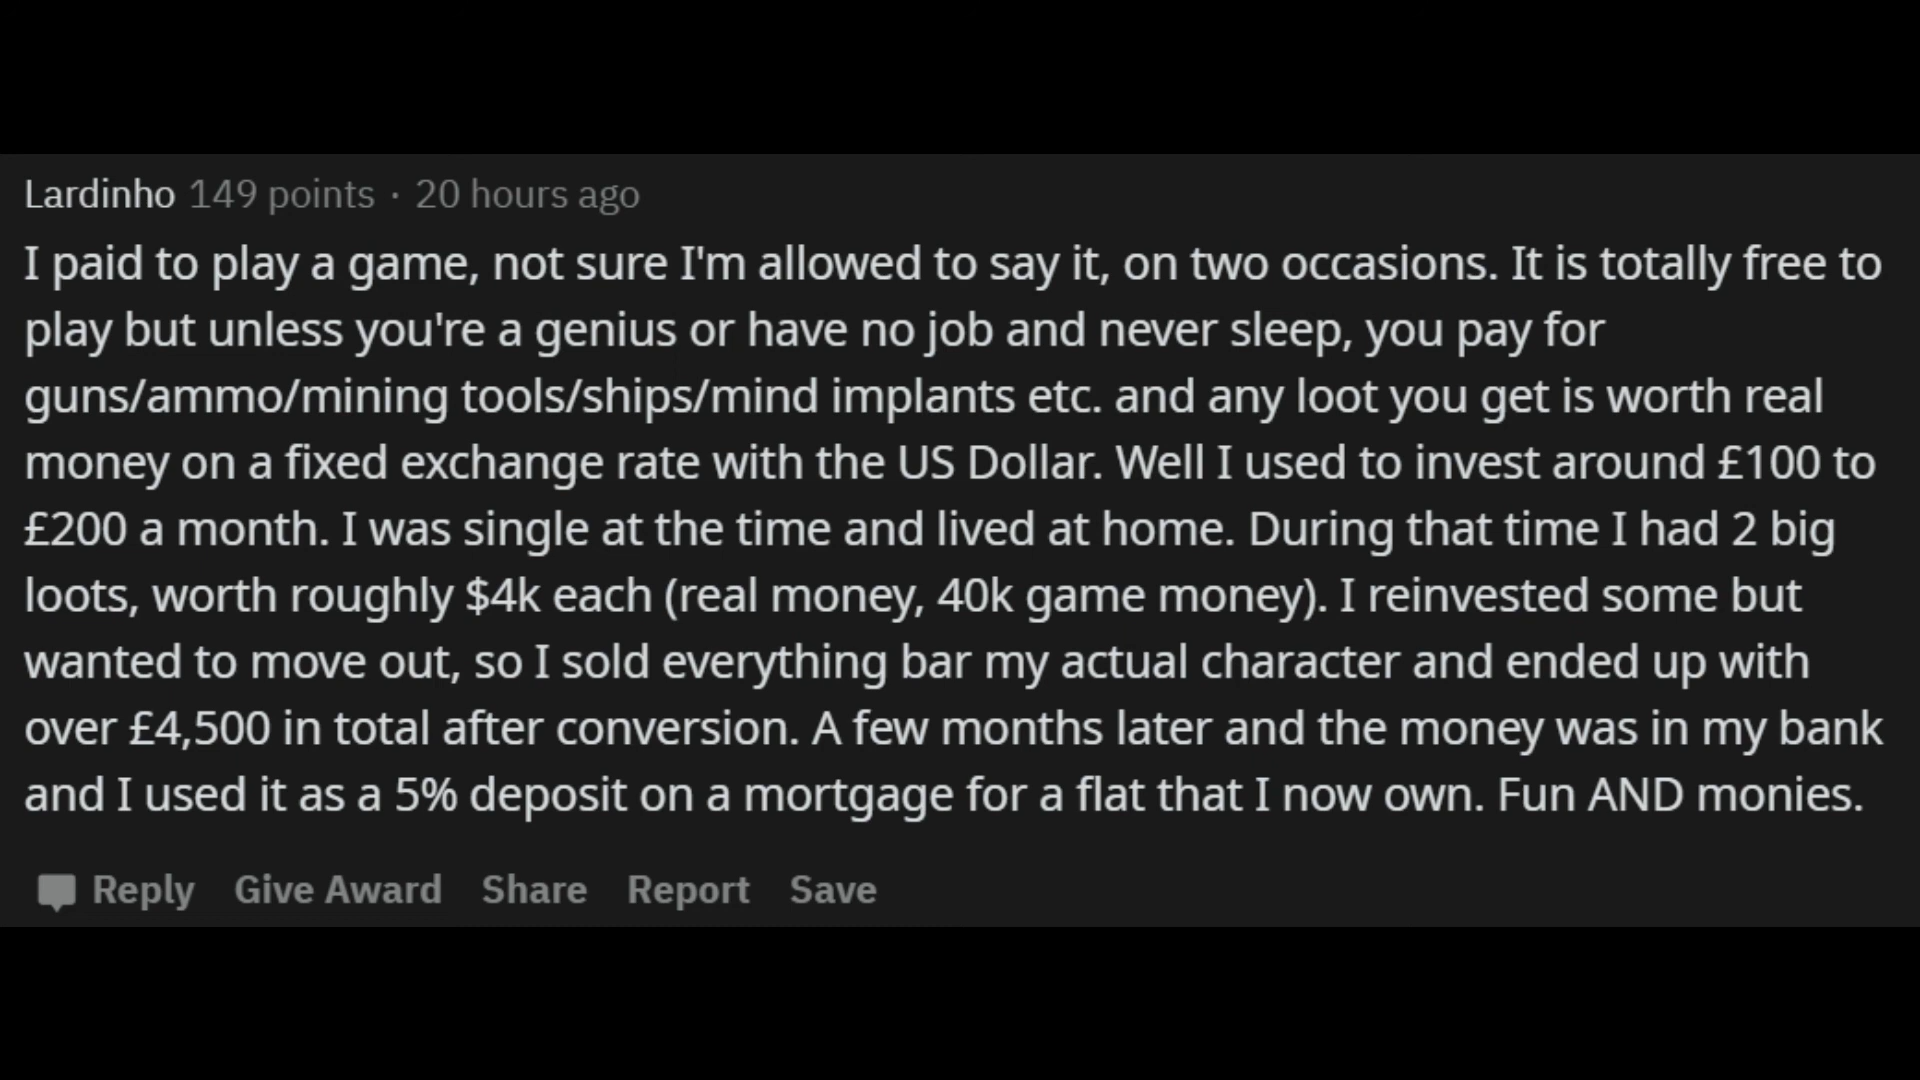 Lardinho 149 points · 20 hours ago
I paid to play a game, not sure I'm allowed to say it, on two occasions. It is totally free to
play but unless you're a genius or have no job and never sleep, you pay for
guns/ammo/mining tools/ships/mind implants etc. and any loot you get is worth real
money on a fixed exchange rate with the US Dollar. Well I used to invest around £100 to
£200 a month. I was single at the time and lived at home. During that time I had 2 big
loots, worth roughly $4k each (real money, 40k game money). I reinvested some but
wanted to move out, so I sold everything bar my actual character and ended up with
over £4,500 in total after conversion. A few months later and the money was in my bank
and I used it as a 5% deposit on a mortgage for a flat that I now own. Fun AND monies.
Reply Give Award Share Report Save